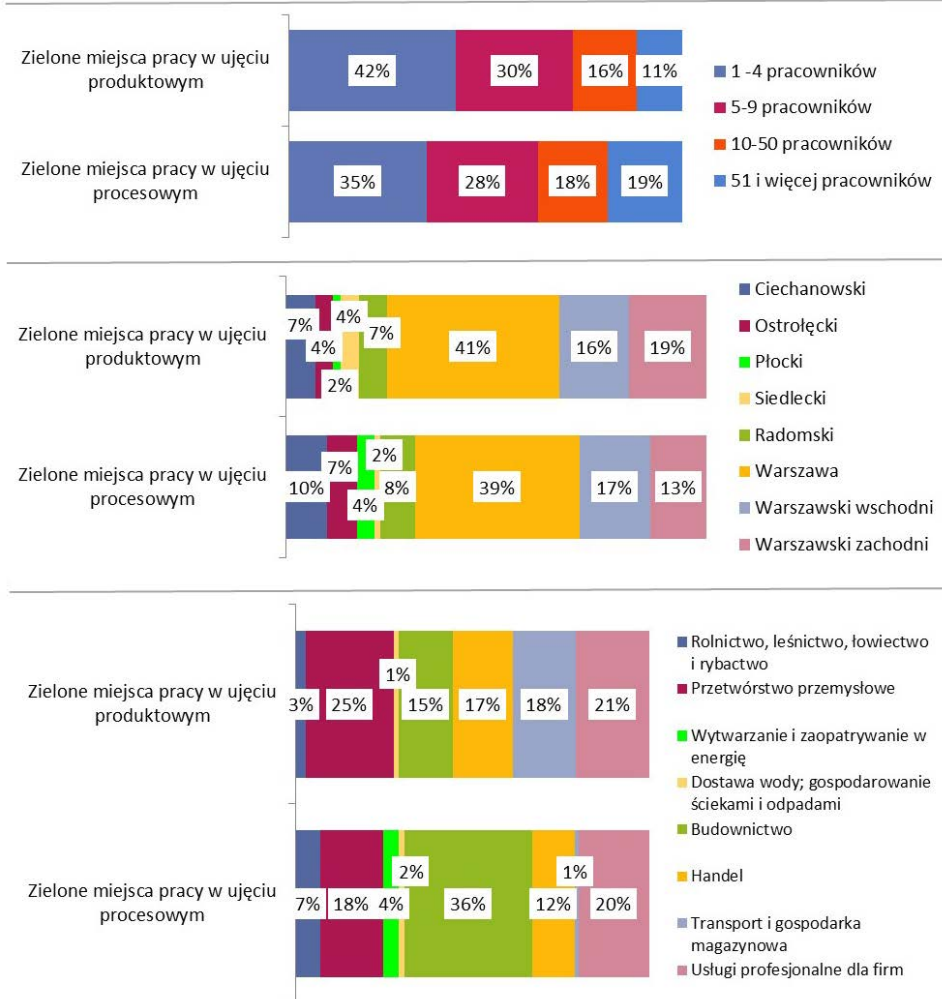 Zielone miejsca pracy w ujęciu
produktowym
42%
30%
16%
11%
Zielone miejsca pracy w ujęciu
procesowym
35%
28%
18%
19%
1 -4 pracowników
5-9 pracowników
10-50 pracowników
51 i więcej pracowników
Zielone miejsca pracy w ujęciu
produktowym
7%
4%
2%
4%
7%
41%
16%
19%
Zielone miejsca pracy w ujęciu
procesowym
10%
7%
4%
2%
8%
39%
17%
13%
Ciechanowski
Ostrołęcki
Płocki
Siedlecki
Radomski
Warszawa
Warszawski wschodni
Warszawski zachodni
Zielone miejsca pracy w ujęciu
produktowym
3%
25%
1%
15%
17%
18%
21%
Zielone miejsca pracy w ujęciu
procesowym
7%
18%
4%
2%
36%
12%
1%
20%
Rolnictwo, leśnictwo, łowiectwo
i rybactwo
Przetwórstwo przemysłowe
Wytwarzanie i zaopatrywanie w
energię
Dostawa wody; gospodarowanie
ściekami i odpadami
Budownictwo
Handel
Transport i gospodarka
magazynowa
Usługi profesjonalne dla firm